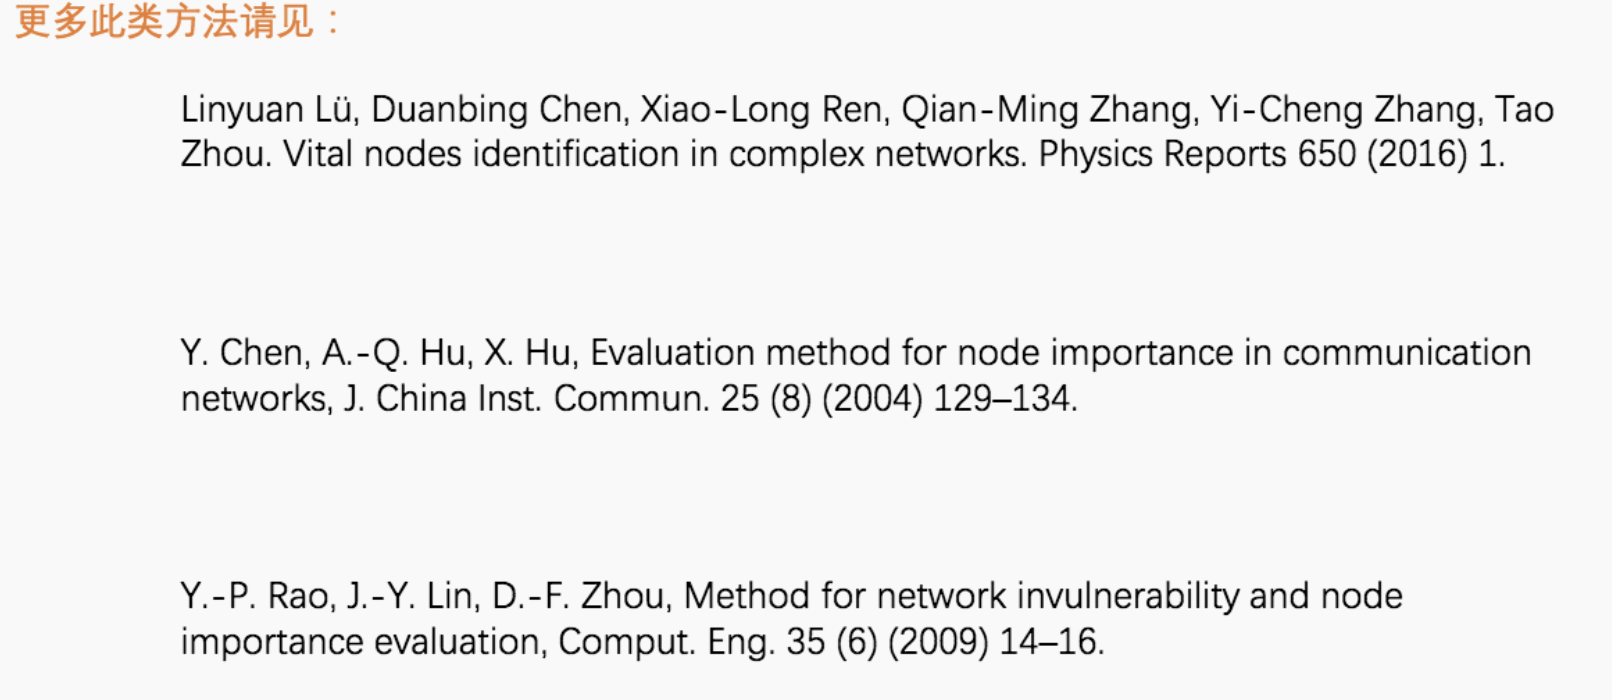 更多此类方法请见：
Linyuan Lü, Duanbing Chen, Xiao-Long Ren, Qian-Ming Zhang, Yi-Cheng Zhang, Tao
Zhou. Vital nodes identification in complex networks. Physics Reports 650 (2016) 1.
Y. Chen, A.-Q. Hu, X. Hu, Evaluation method for node importance in communication
networks, J. China Inst. Commun. 25 (8) (2004) 129–134.
Y.-P. Rao, J.-Y. Lin, D.-F. Zhou, Method for network invulnerability and node
importance evaluation, Comput. Eng. 35 (6) (2009) 14–16.